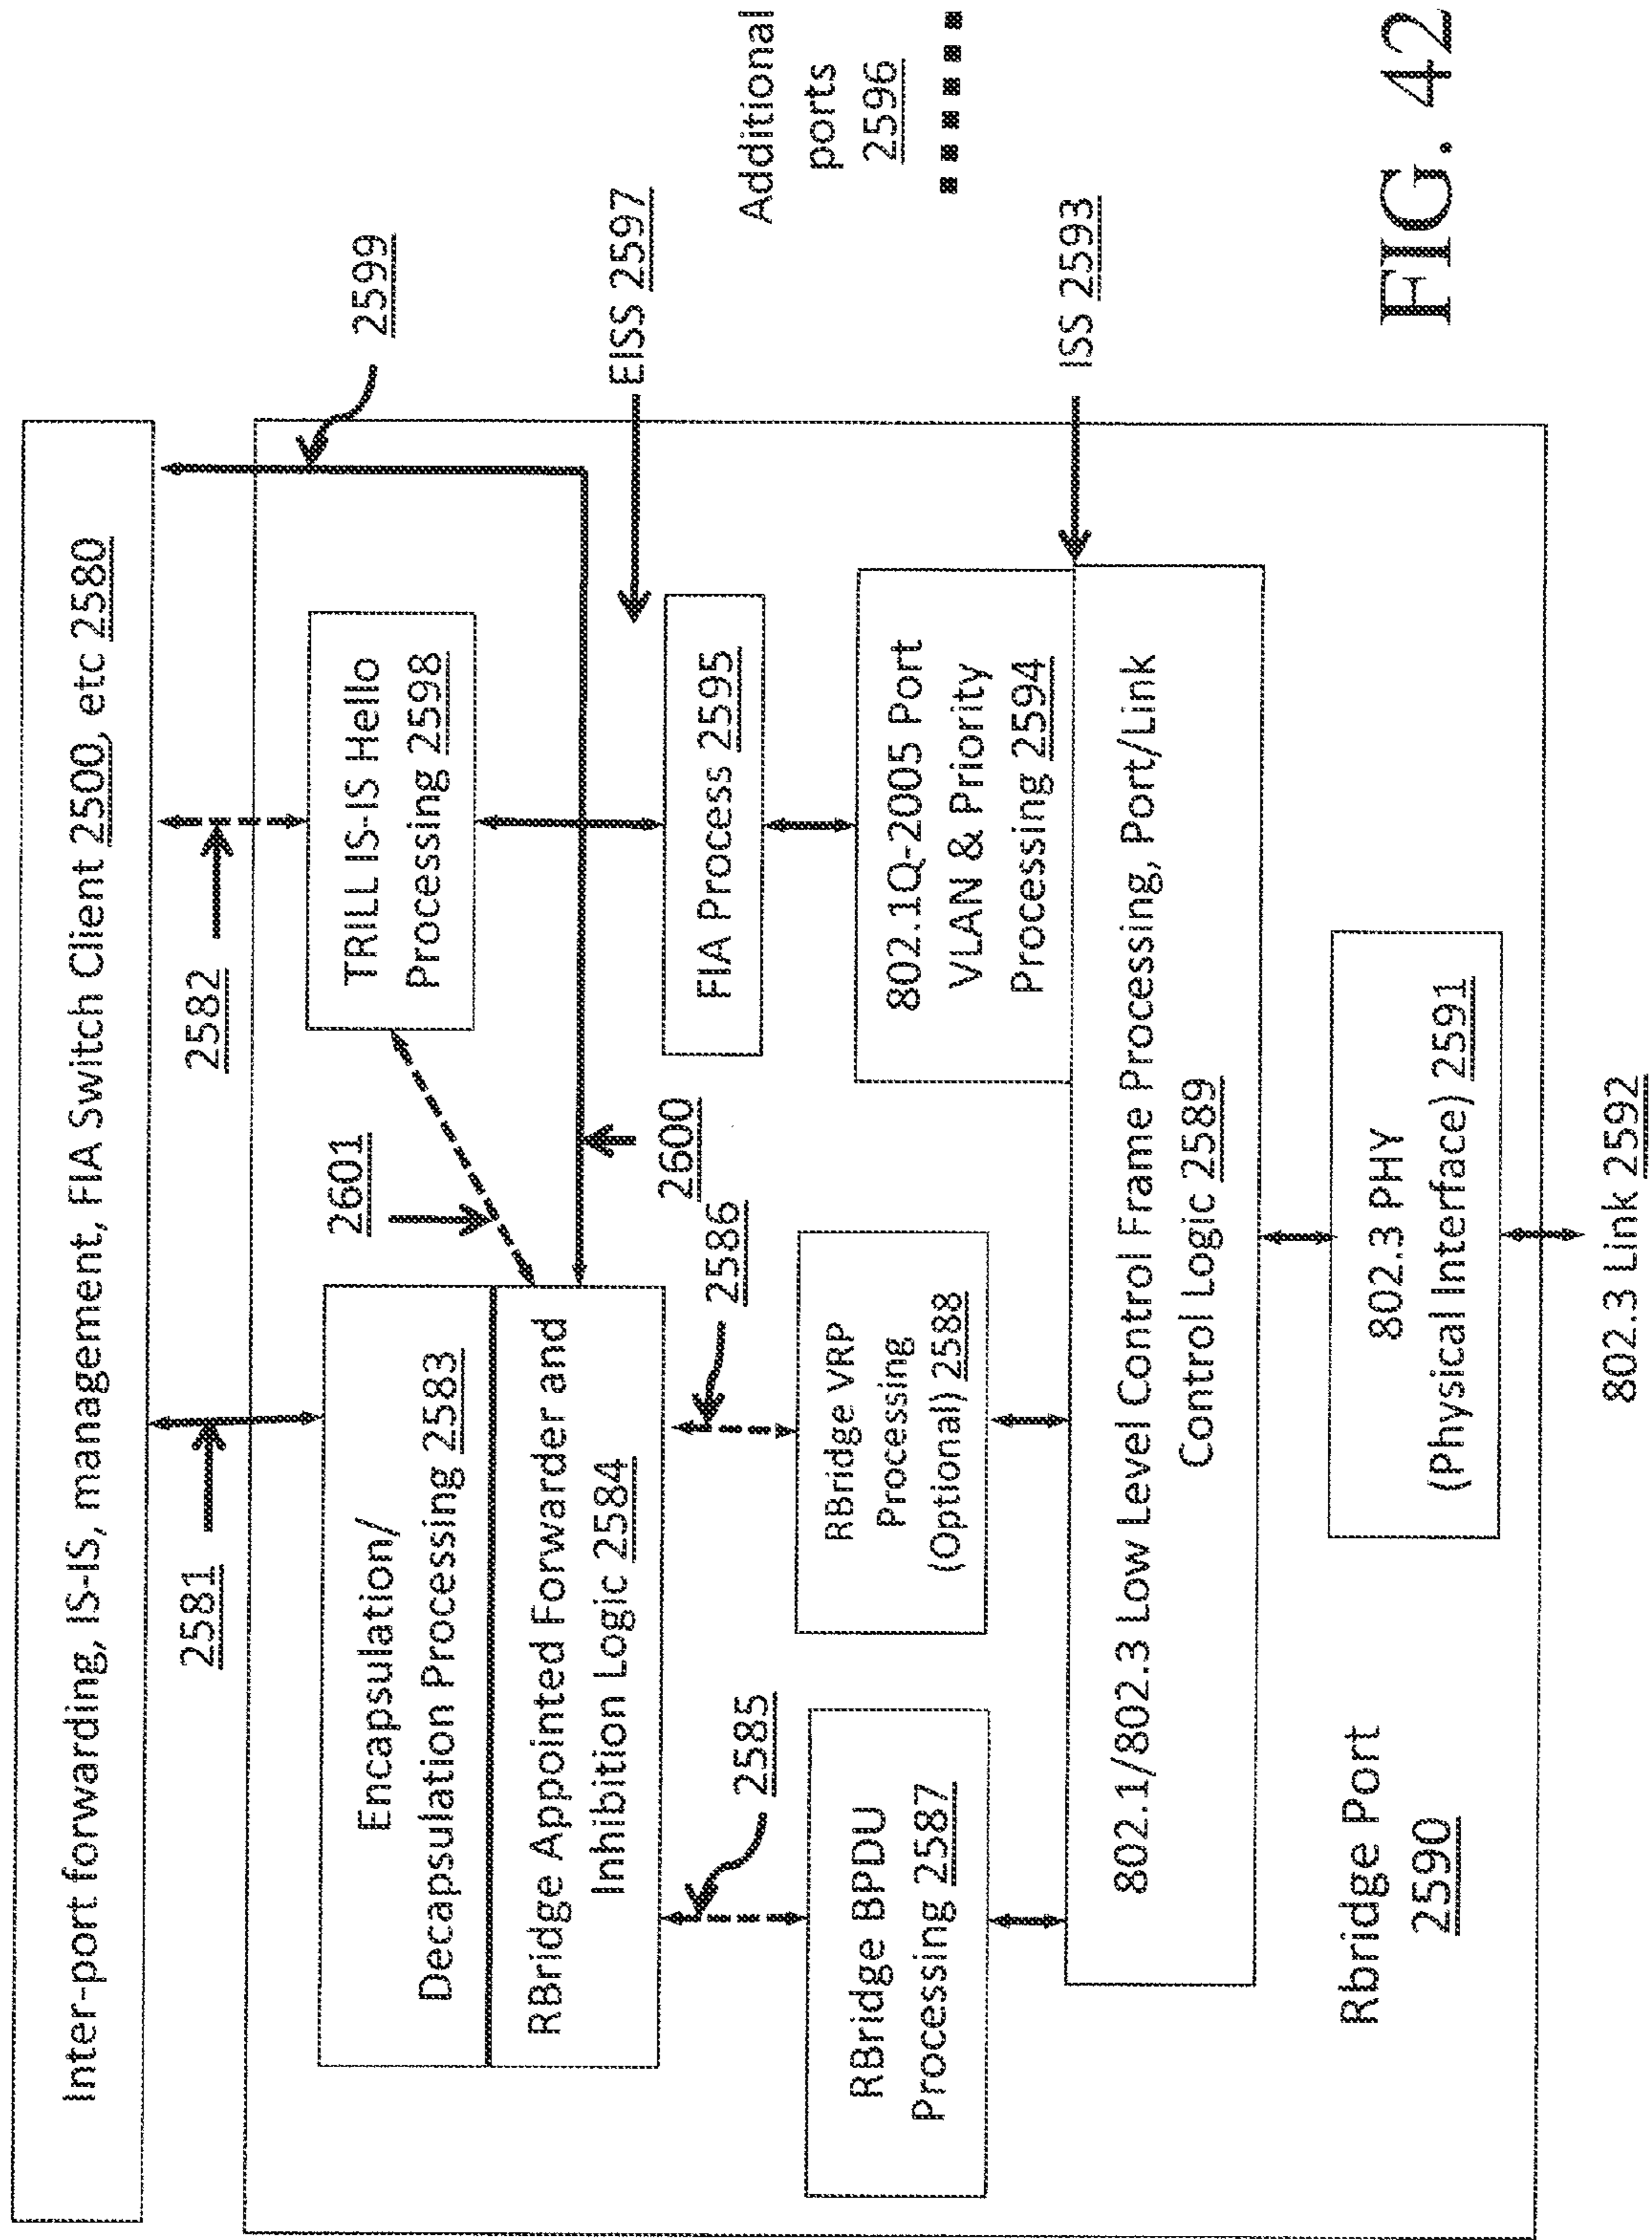 Inter-port forwarding, IS-IS, management, FIA Switch Client 2500, etc 2580
2581
2582
2599
Encapsulation/
Decapsulation Processing 2583
RBridge Appointed Forwarder and
Inhibition Logic 2584
2601
TRILL IS-IS Hello
Processing 2598
2600
EISS 2597
2585
2586
FIA Process 2595
Additional
ports
2596
RBridge BPDU
Processing 2587
RBridge VRP
Processing
(Optional) 2588
802.1Q-2005 Port
VLAN & Priority
Processing 2594
ISS 2593
802.1/802.3 Low Level Control Frame Processing, Port/Link
Control Logic 2589
Rbridge Port
2590
802.3 PHY
(Physical Interface) 2591
802.3 Link 2592
FIG. 42